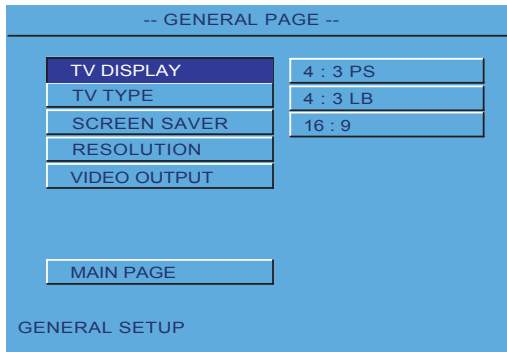 -- GENERAL PAGE --
TV DISPLAY
4 : 3 PS
TV TYPE
4 : 3 LB
SCREEN SAVER
16 : 9
RESOLUTION
VIDEO OUTPUT
MAIN PAGE
GENERAL SETUP